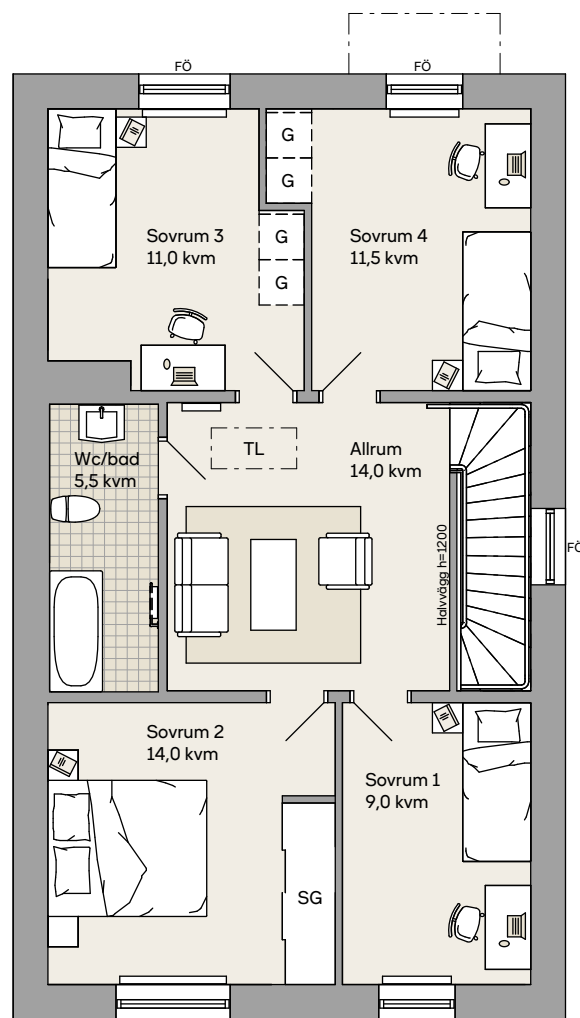 FÖ
FÖ
G
G
Sovrum 3
11,0 kvm
G
G
Sovrum 4
11,5 kvm
Wc/bad
5,5 kvm
TL
Allrum
14,0 kvm
Halvvägg h=1200
FÖ
Sovrum 2
14,0 kvm
Sovrum 1
9,0 kvm
SG